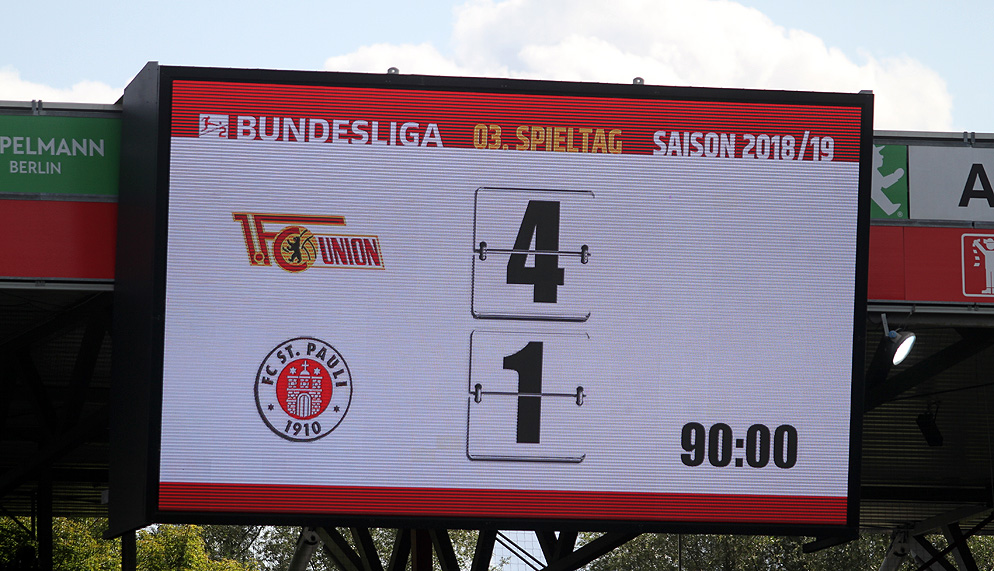 PELMANN
BERLIN
BUNDESLIGA 03. SPIELTAG SAISON 2018/19
1.FC UNION
4
FC ST. PAULI
1910
1
90:00
A